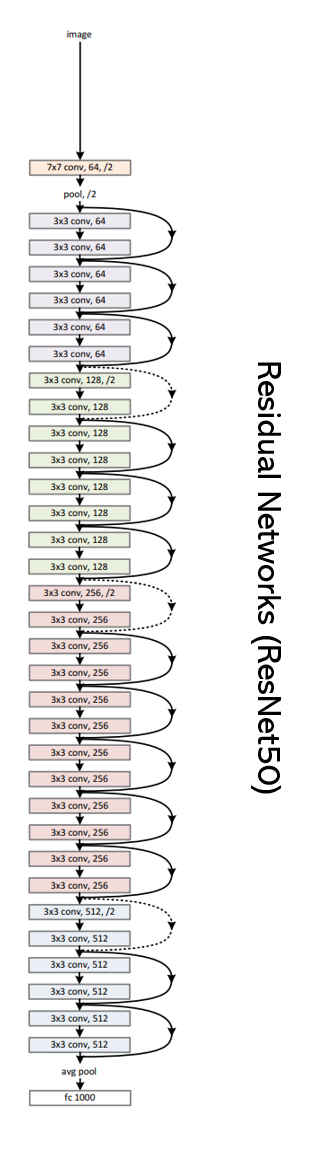 image
7x7 conv, 64, /2
pool, /2
3x3 conv, 64
3x3 conv, 64
3x3 conv, 64
3x3 conv, 64
3x3 conv, 64
3x3 conv, 64
3x3 conv, 128, /2
3x3 conv, 128
3x3 conv, 128
3x3 conv, 128
3x3 conv, 128
3x3 conv, 128
3x3 conv, 128
3x3 conv, 128
3x3 conv, 256, /2
3x3 conv, 256
3x3 conv, 256
3x3 conv, 256
3x3 conv, 256
3x3 conv, 256
3x3 conv, 256
3x3 conv, 256
3x3 conv, 256
3x3 conv, 256
3x3 conv, 256
3x3 conv, 256
3x3 conv, 512, /2
3x3 conv, 512
3x3 conv, 512
3x3 conv, 512
3x3 conv, 512
3x3 conv, 512
avg pool
fc 1000
Residual Networks (ResNet50)